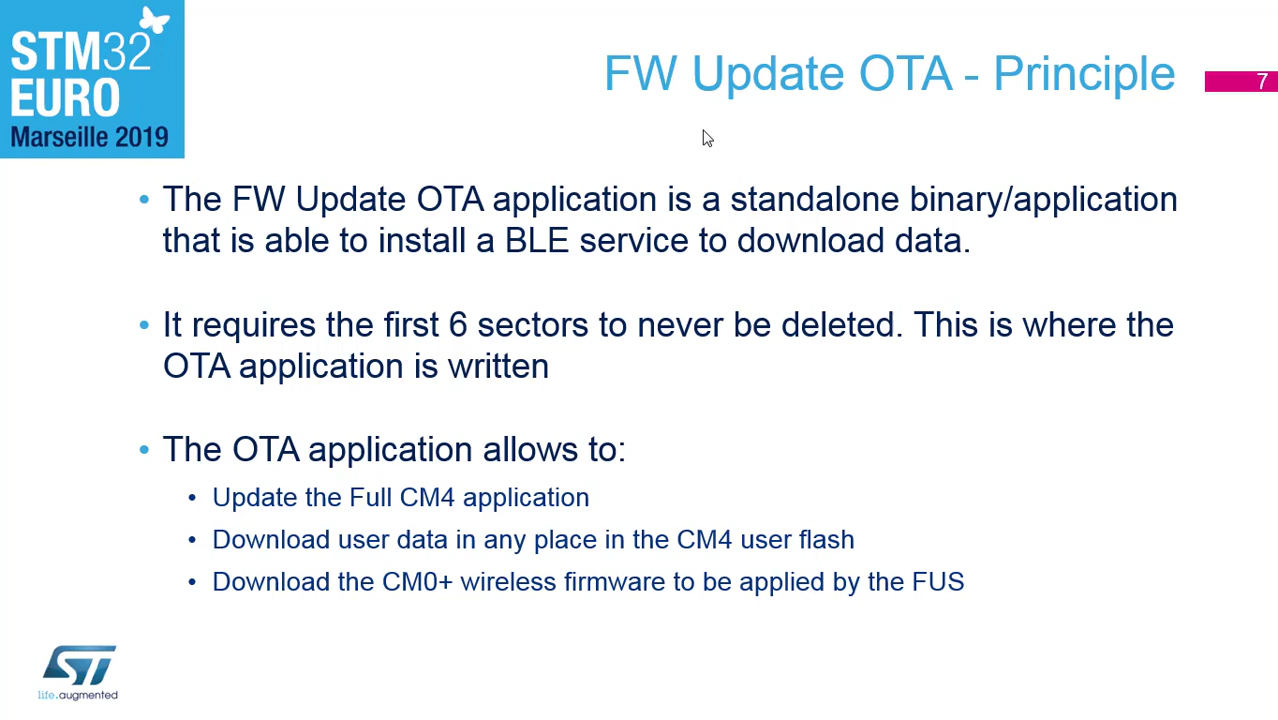 STM32
EURO
Marseille 2019
FW Update OTA - Principle
7
• The FW Update OTA application is a standalone binary/application
that is able to install a BLE service to download data.
• It requires the first 6 sectors to never be deleted. This is where the
OTA application is written
• The OTA application allows to:
• Update the Full CM4 application
• Download user data in any place in the CM4 user flash
• Download the CM0+ wireless firmware to be applied by the FUS
ST
life.augmented